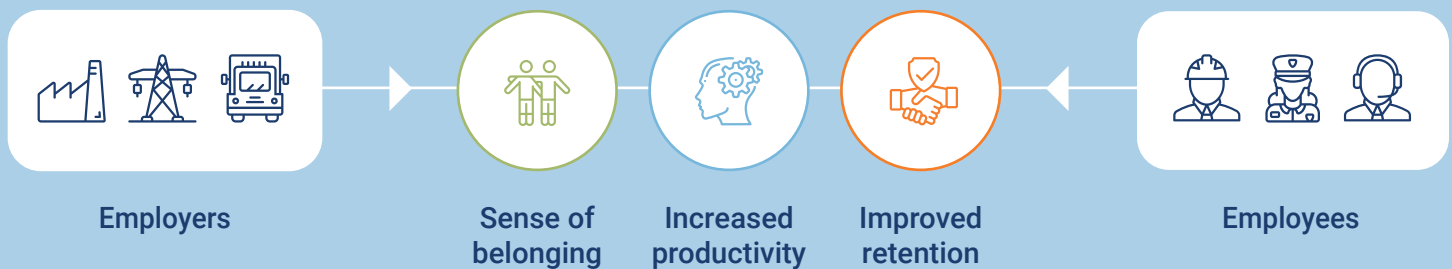 Employers
Sense of
belonging
Increased
productivity
Improved
retention
Employees